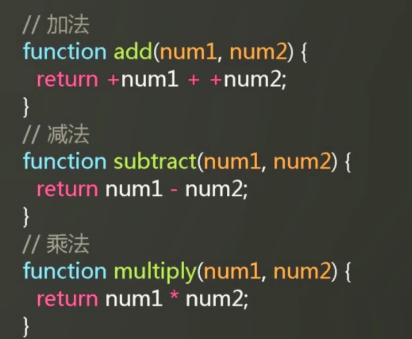 // 加法
function add(num1, num2) {
return +num1 + +num2;
}
// 减法
function subtract(num1, num2) {
return num1 - num2;
}
// 乘法
function multiply(num1, num2) {
return num1 * num2;
}